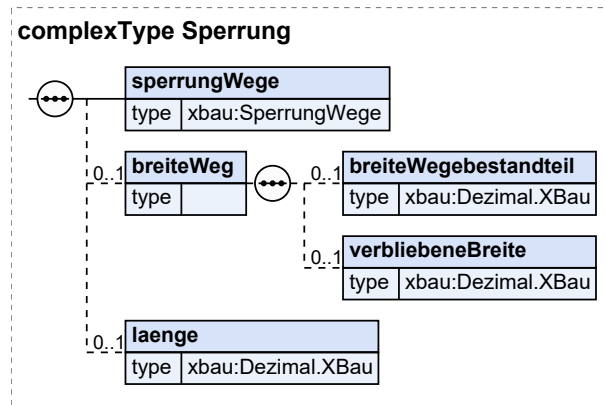 complexType Sperrung
sperrungWege
type xbau:SperrungWege
0..1 breiteWeg
type
0..1 breiteWegebestandteil
type xbau:Dezimal.XBau
0..1 verbliebeneBreite
type xbau:Dezimal.XBau
0..1 laenge
type xbau:Dezimal.XBau